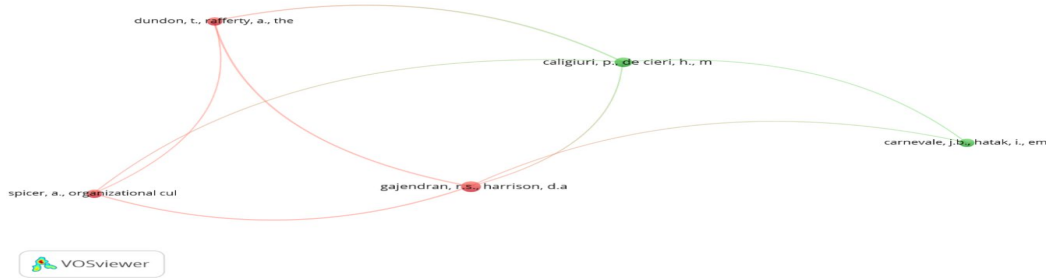 dundon, t., rafferty, a., the
caligiuri, p., de cieri, h., m
carnevale, j.b., hatak, i., em
gajendran, r.s., harrison, d.a
spicer, a., organizational cul
VOSviewer